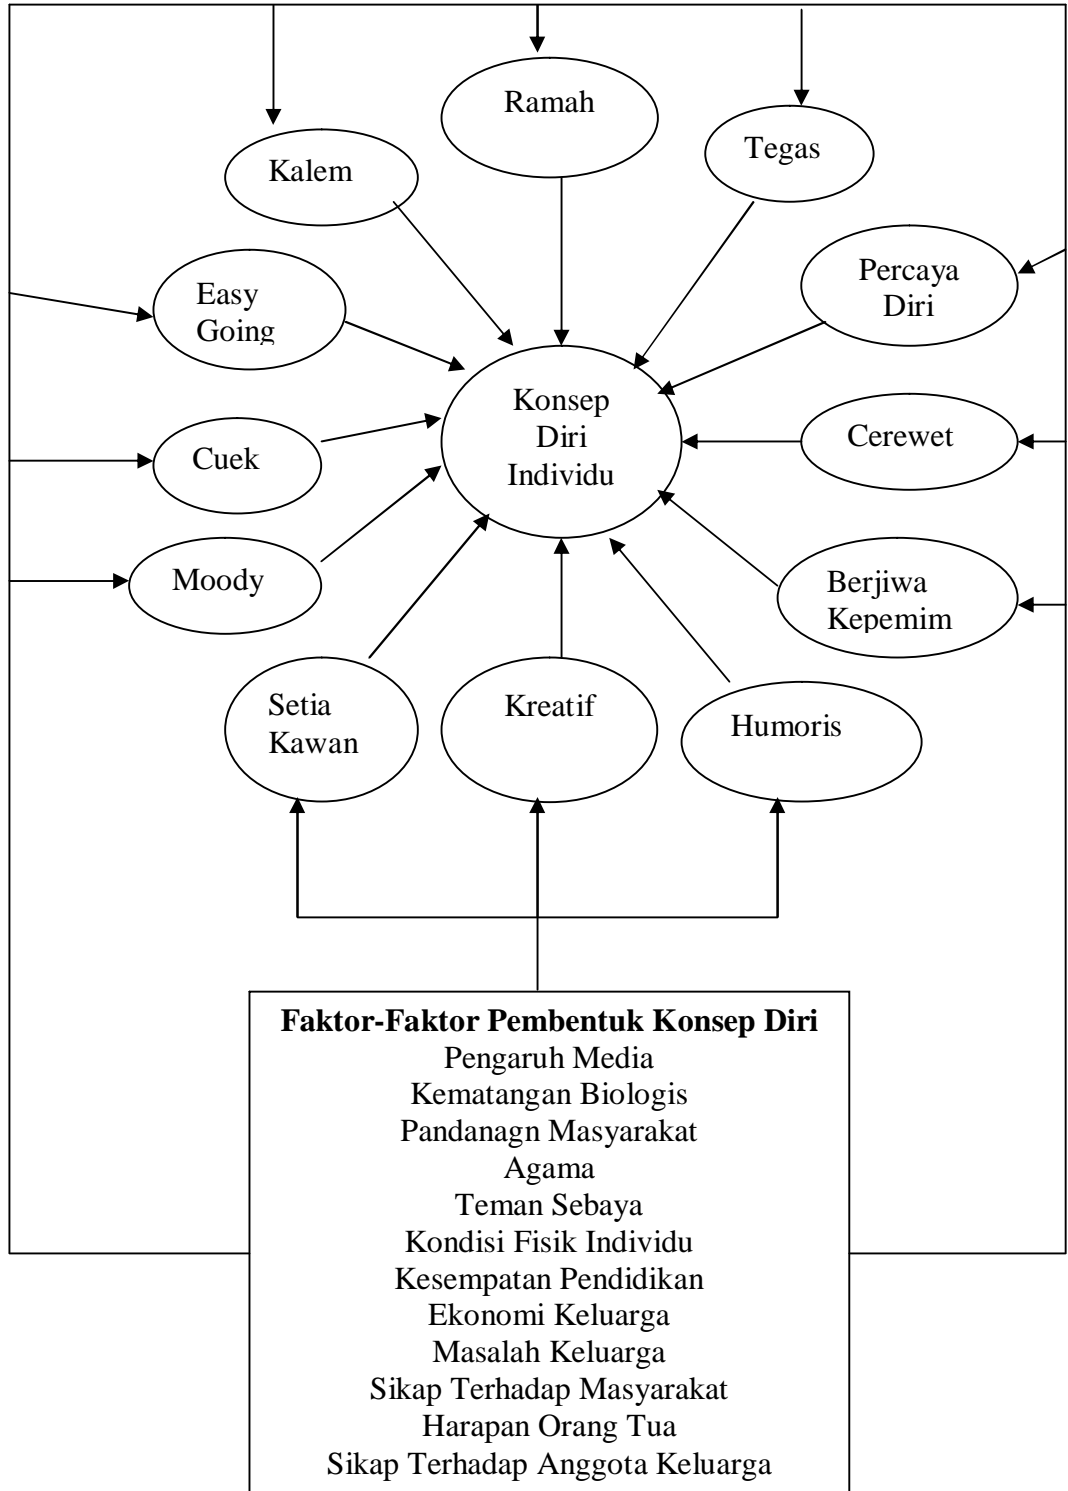 Ramah
Tegas
Kalem
Percaya
Diri
Easy
Going
Konsep
Diri
Individu
Cuek
Cerewet
Moody
Berjiwa
Kepemim
Setia
Kawan
Kreatif
Humoris
Faktor-Faktor Pembentuk Konsep Diri
Pengaruh Media
Kematangan Biologis
Pandanagn Masyarakat
Agama
Teman Sebaya
Kondisi Fisik Individu
Kesempatan Pendidikan
Ekonomi Keluarga
Masalah Keluarga
Sikap Terhadap Masyarakat
Harapan Orang Tua
Sikap Terhadap Anggota Keluarga